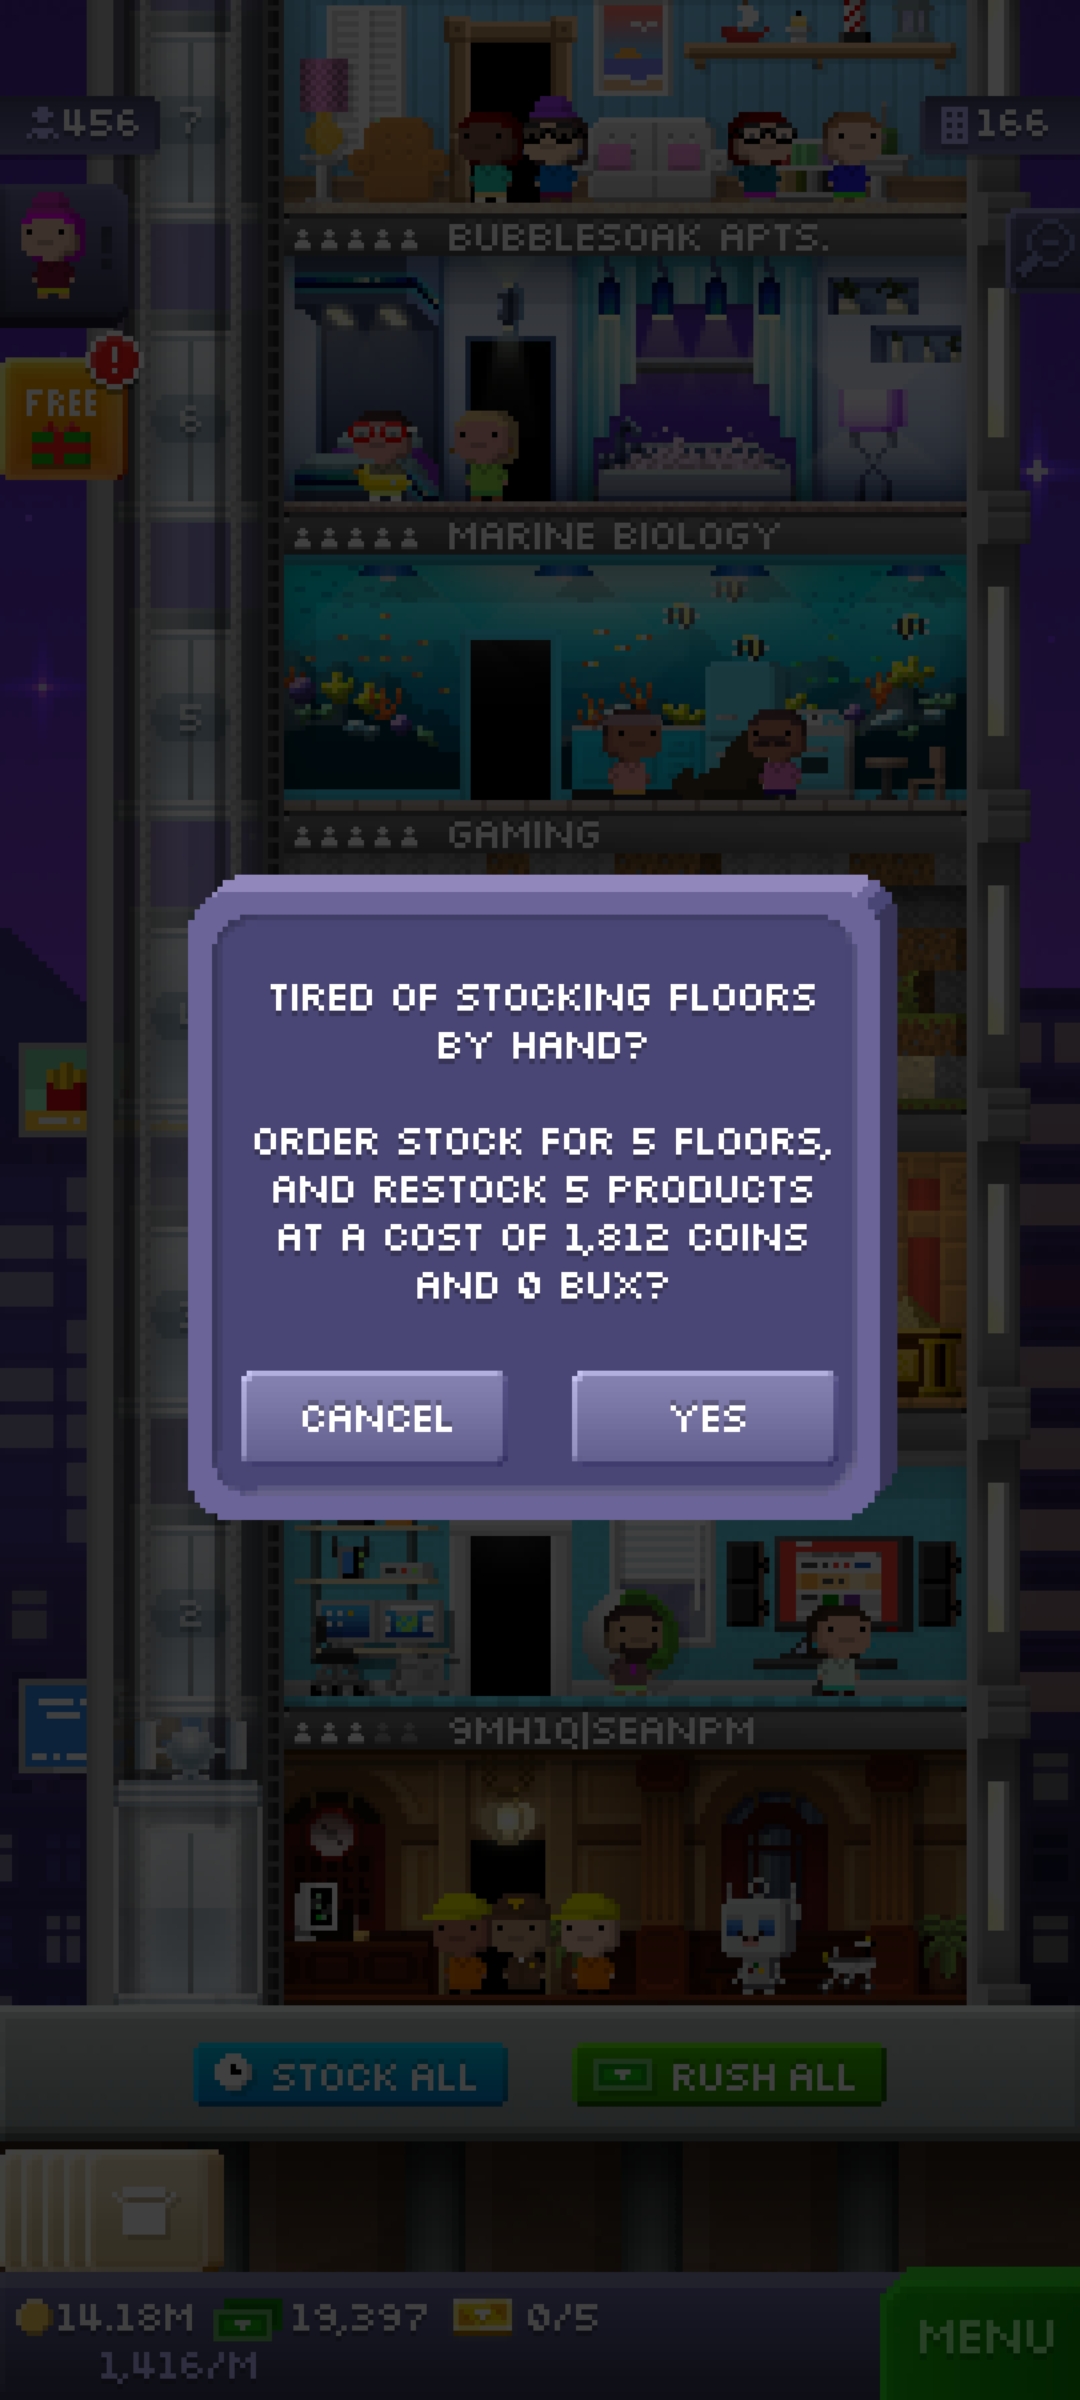 456
7
166
BUBBLESOAK APTS.
FREE
!
6
MARINE BIOLOGY
5
GAMING
TIRED OF STOCKING FLOORS
BY HAND?
ORDER STOCK FOR 5 FLOORS,
AND RESTOCK 5 PRODUCTS
AT A COST OF 1,812 COINS
AND 0 BUX?
CANCEL
YES
2
9MH1Q|SEANPM
STOCK ALL
RUSH ALL
14.18M
19,397
0/5
1,416/M
MENU